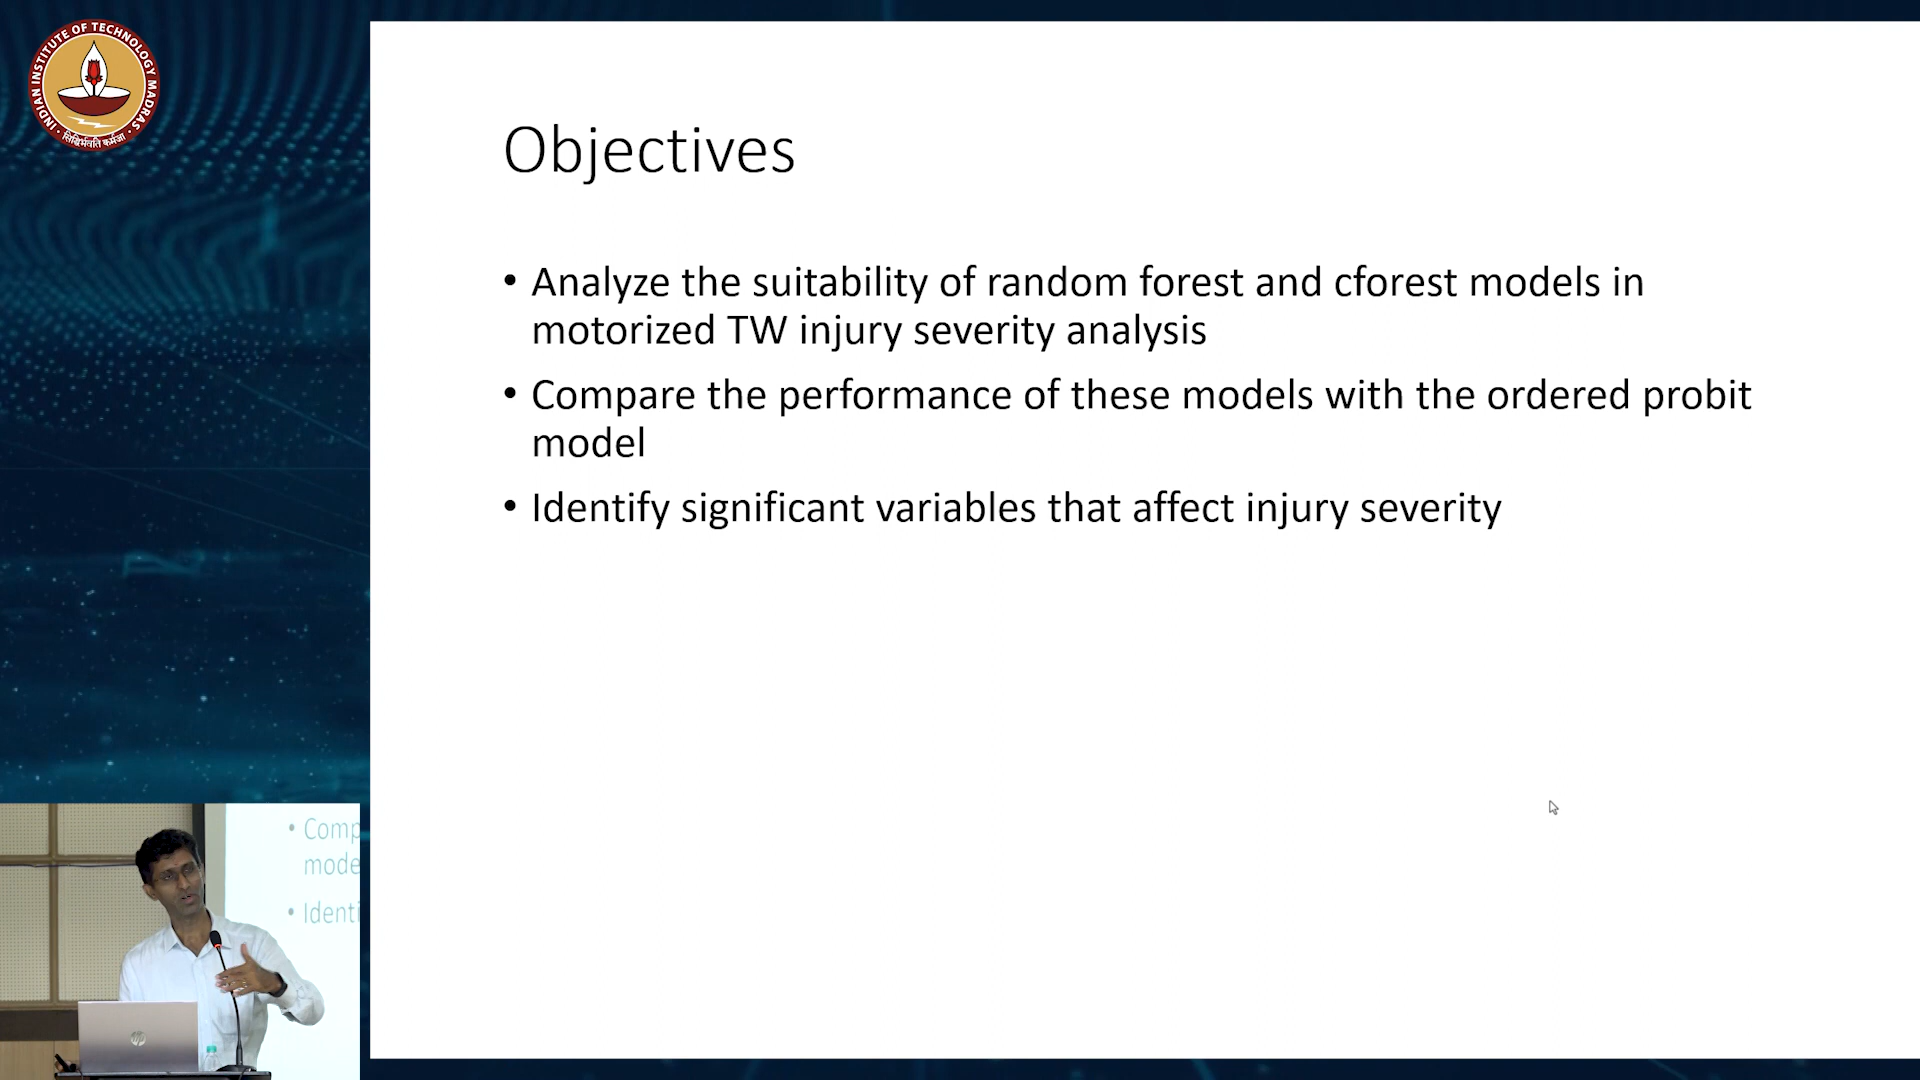 INDIAN INSTITUTE OF TECHNOLOGY MADRAS
सिद्धिर्भवति कर्मजा
Objectives
• Analyze the suitability of random forest and cforest models in
motorized TW injury severity analysis
• Compare the performance of these models with the ordered probit
model
• Identify significant variables that affect injury severity
• Comp
mode
• Identi
hp